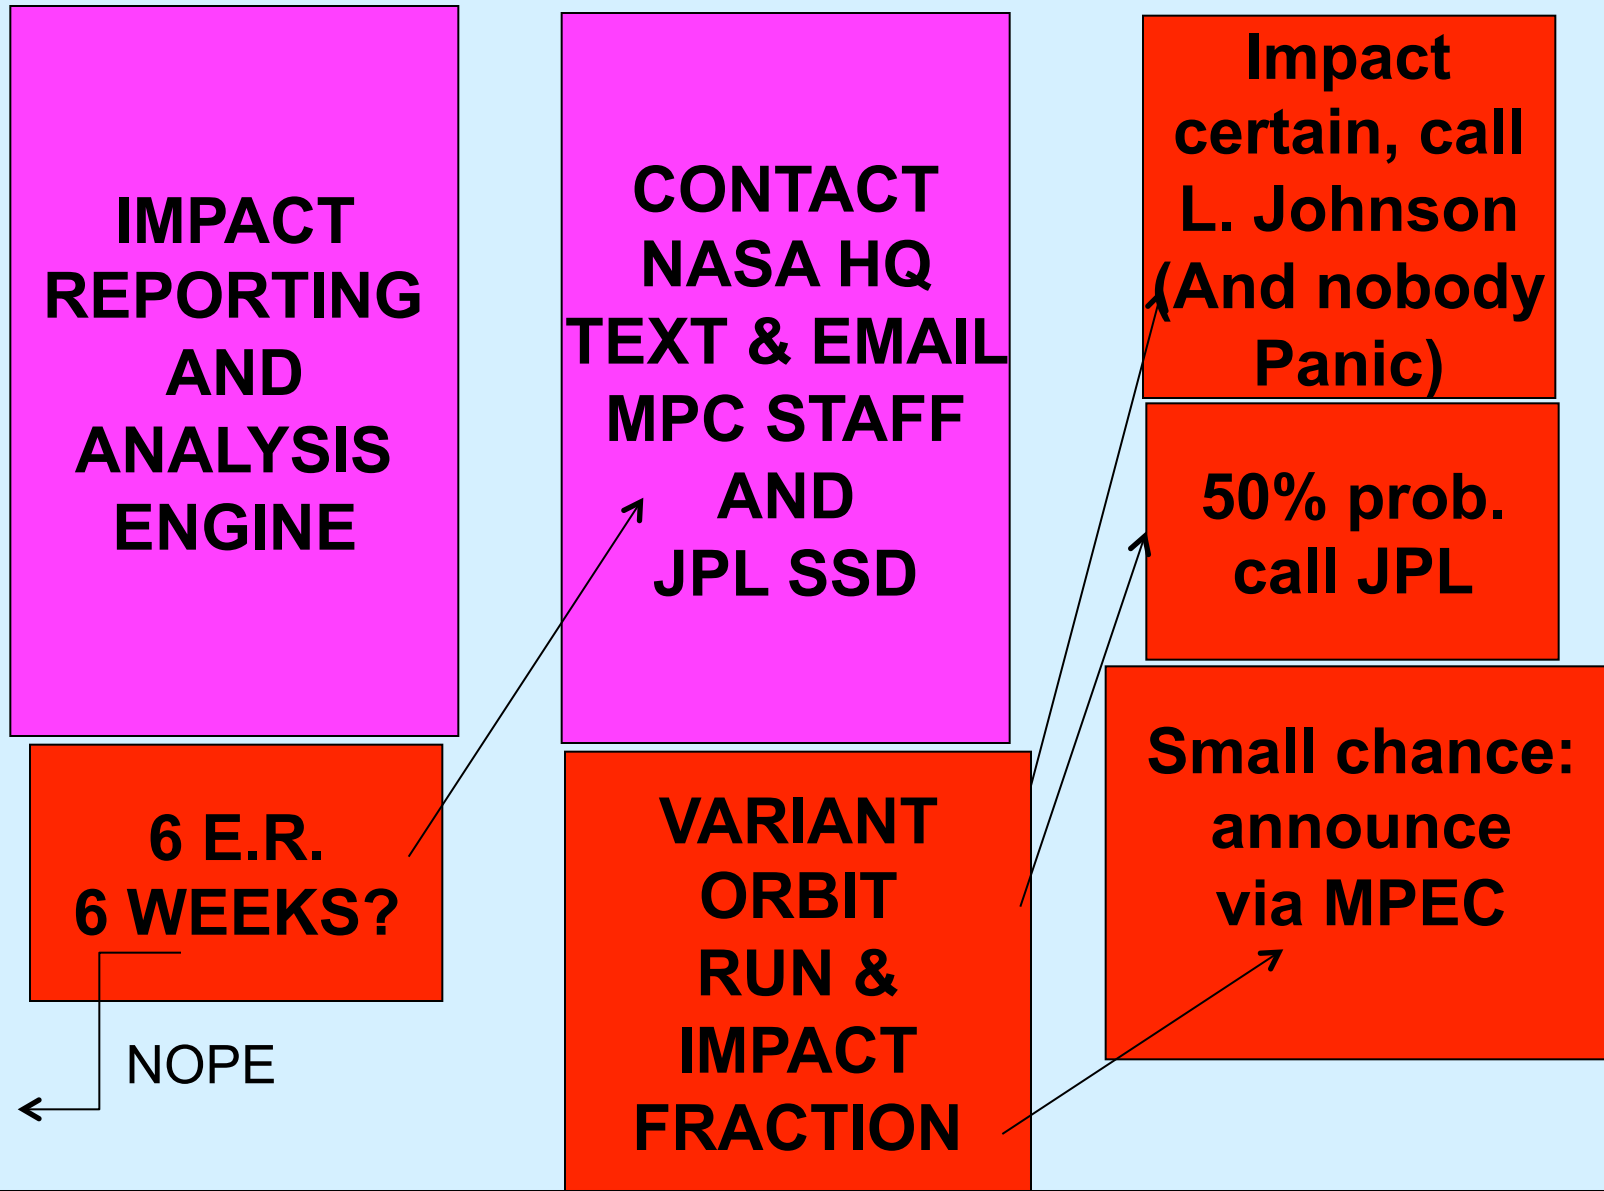 IMPACT
REPORTING
AND
ANALYSIS
ENGINE
6 E.R.
6 WEEKS?
NOPE
CONTACT
NASA HQ
TEXT & EMAIL
MPC STAFF
AND
JPL SSD
VARIANT
ORBIT
RUN &
IMPACT
FRACTION
Impact
certain, call
L. Johnson
(And nobody
Panic)
50% prob.
call JPL
Small chance:
announce
via MPEC